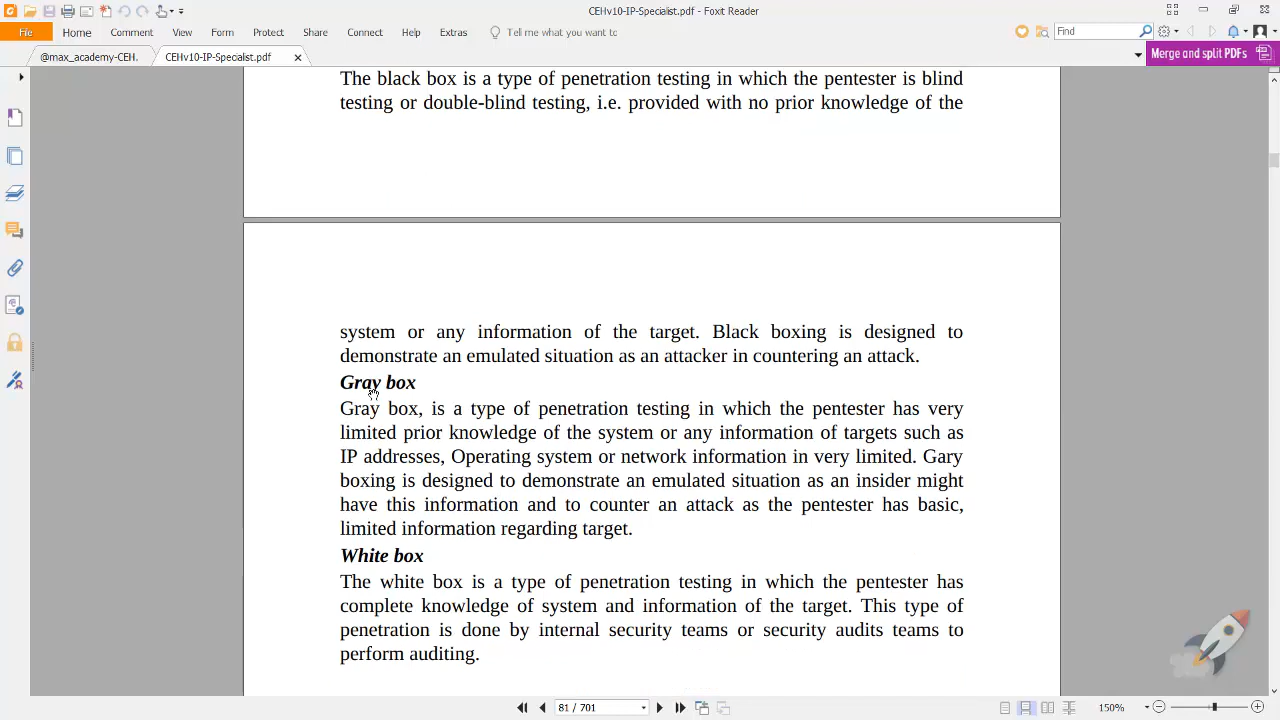 CEHv10-IP-Specialist.pdf - Foxit Reader
File Home Comment View Form Protect Share Connect Help Extras Tell me what you want to Find
@max_academy-CEH. CEHv10-IP-Specialist.pdf Merge and split PDFs
The black box is a type of penetration testing in which the pentester is blind
testing or double-blind testing, i.e. provided with no prior knowledge of the
system or any information of the target. Black boxing is designed to
demonstrate an emulated situation as an attacker in countering an attack.
Gray box
Gray box, is a type of penetration testing in which the pentester has very
limited prior knowledge of the system or any information of targets such as
IP addresses, Operating system or network information in very limited. Gary
boxing is designed to demonstrate an emulated situation as an insider might
have this information and to counter an attack as the pentester has basic,
limited information regarding target.
White box
The white box is a type of penetration testing in which the pentester has
complete knowledge of system and information of the target. This type of
penetration is done by internal security teams or security audits teams to
perform auditing.
81 / 701 150%